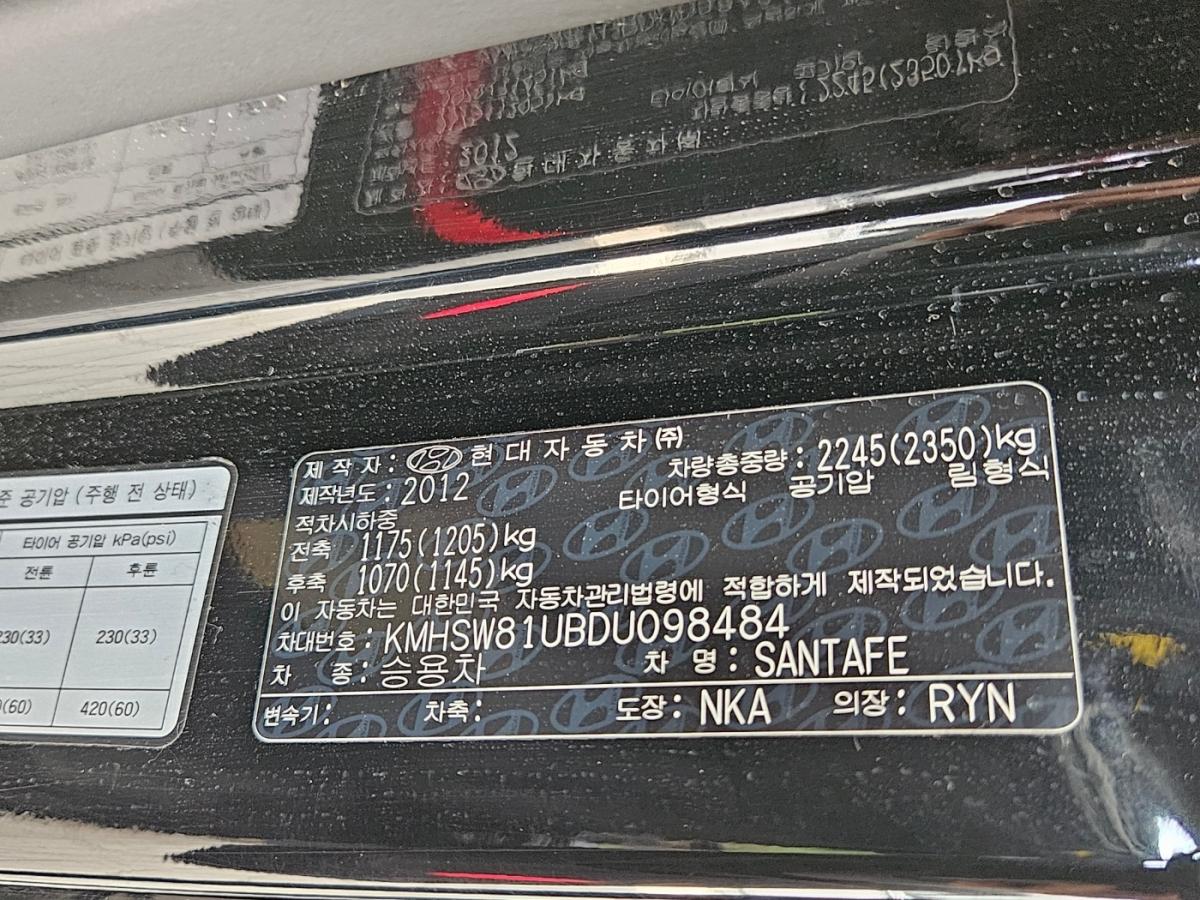 제 작 자 : 현 대 자 동 차 ㈜
제작년도 : 2012
차량총중량 : 2245(2350)kg
타이어형식 공기압 림형식
적차시하중
전축 1175(1205)kg
후축 1070(1145)kg
이 자동차는 대한민국 자동차관리법령에 적합하게 제작되었습니다.
차대번호 : KMHSW81UBDU098484
차 종 : 승용차 차 명 : SANTAFE
변속기 : 차축 : 도장 : NKA 의장 : RYN
준 공기압 (주행 전 상태)
타이어 공기압 kPa(psi)
전륜 후륜
230(33) 230(33)
(60) 420(60)